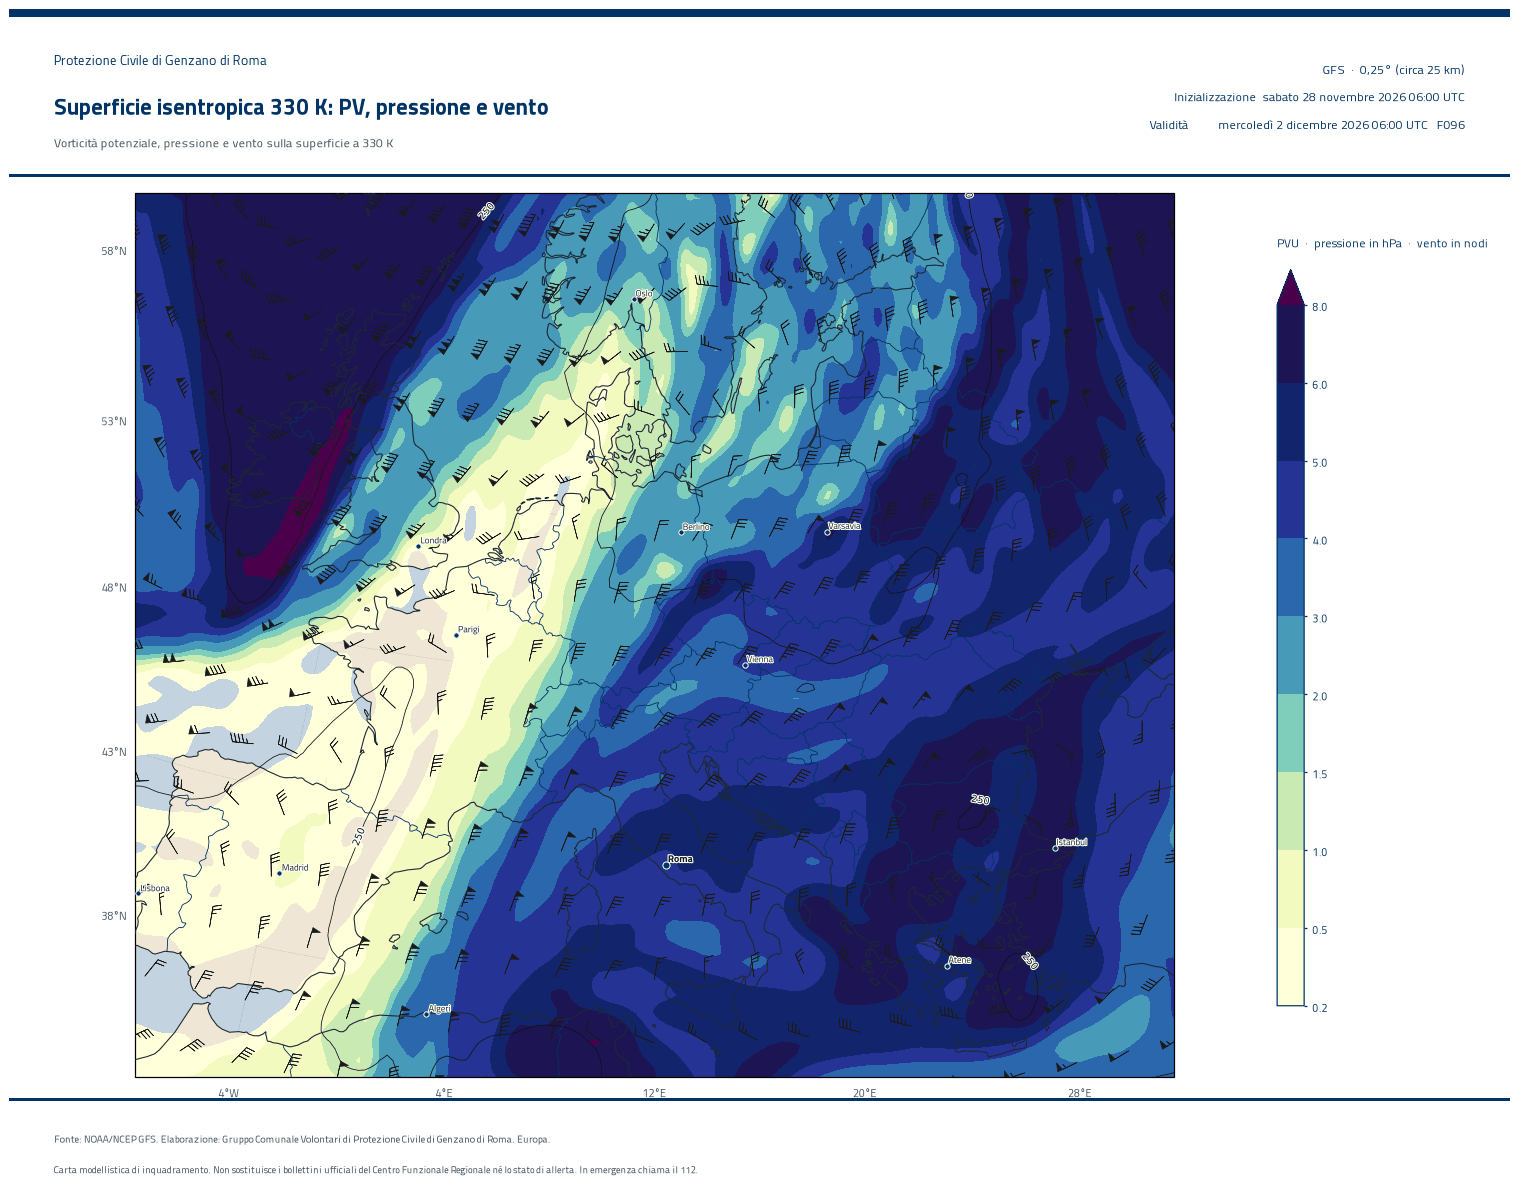 Protezione Civile di Genzano di Roma
Superficie isentropica 330 K: PV, pressione e vento
Vorticità potenziale, pressione e vento sulla superficie a 330 K
GFS · 0,25° (circa 25 km)
Inizializzazione sabato 28 novembre 2026 06:00 UTC
Validità mercoledì 2 dicembre 2026 06:00 UTC F096
PVU · pressione in hPa · vento in nodi
8.0
6.0
5.0
4.0
3.0
2.0
1.5
1.0
0.5
0.2
58°N
53°N
48°N
43°N
38°N
4°W
4°E
12°E
20°E
28°E
250
Oslo
Londra
Berlino
Varsavia
Parigi
Vienna
250
250
Istanbul
Roma
Madrid
Lisbona
Atene
250
Algeri
Fonte: NOAA/NCEP GFS. Elaborazione: Gruppo Comunale Volontari di Protezione Civile di Genzano di Roma. Europa.
Carta modellistica di inquadramento. Non sostituisce i bollettini ufficiali del Centro Funzionale Regionale né lo stato di allerta. In emergenza chiama il 112.